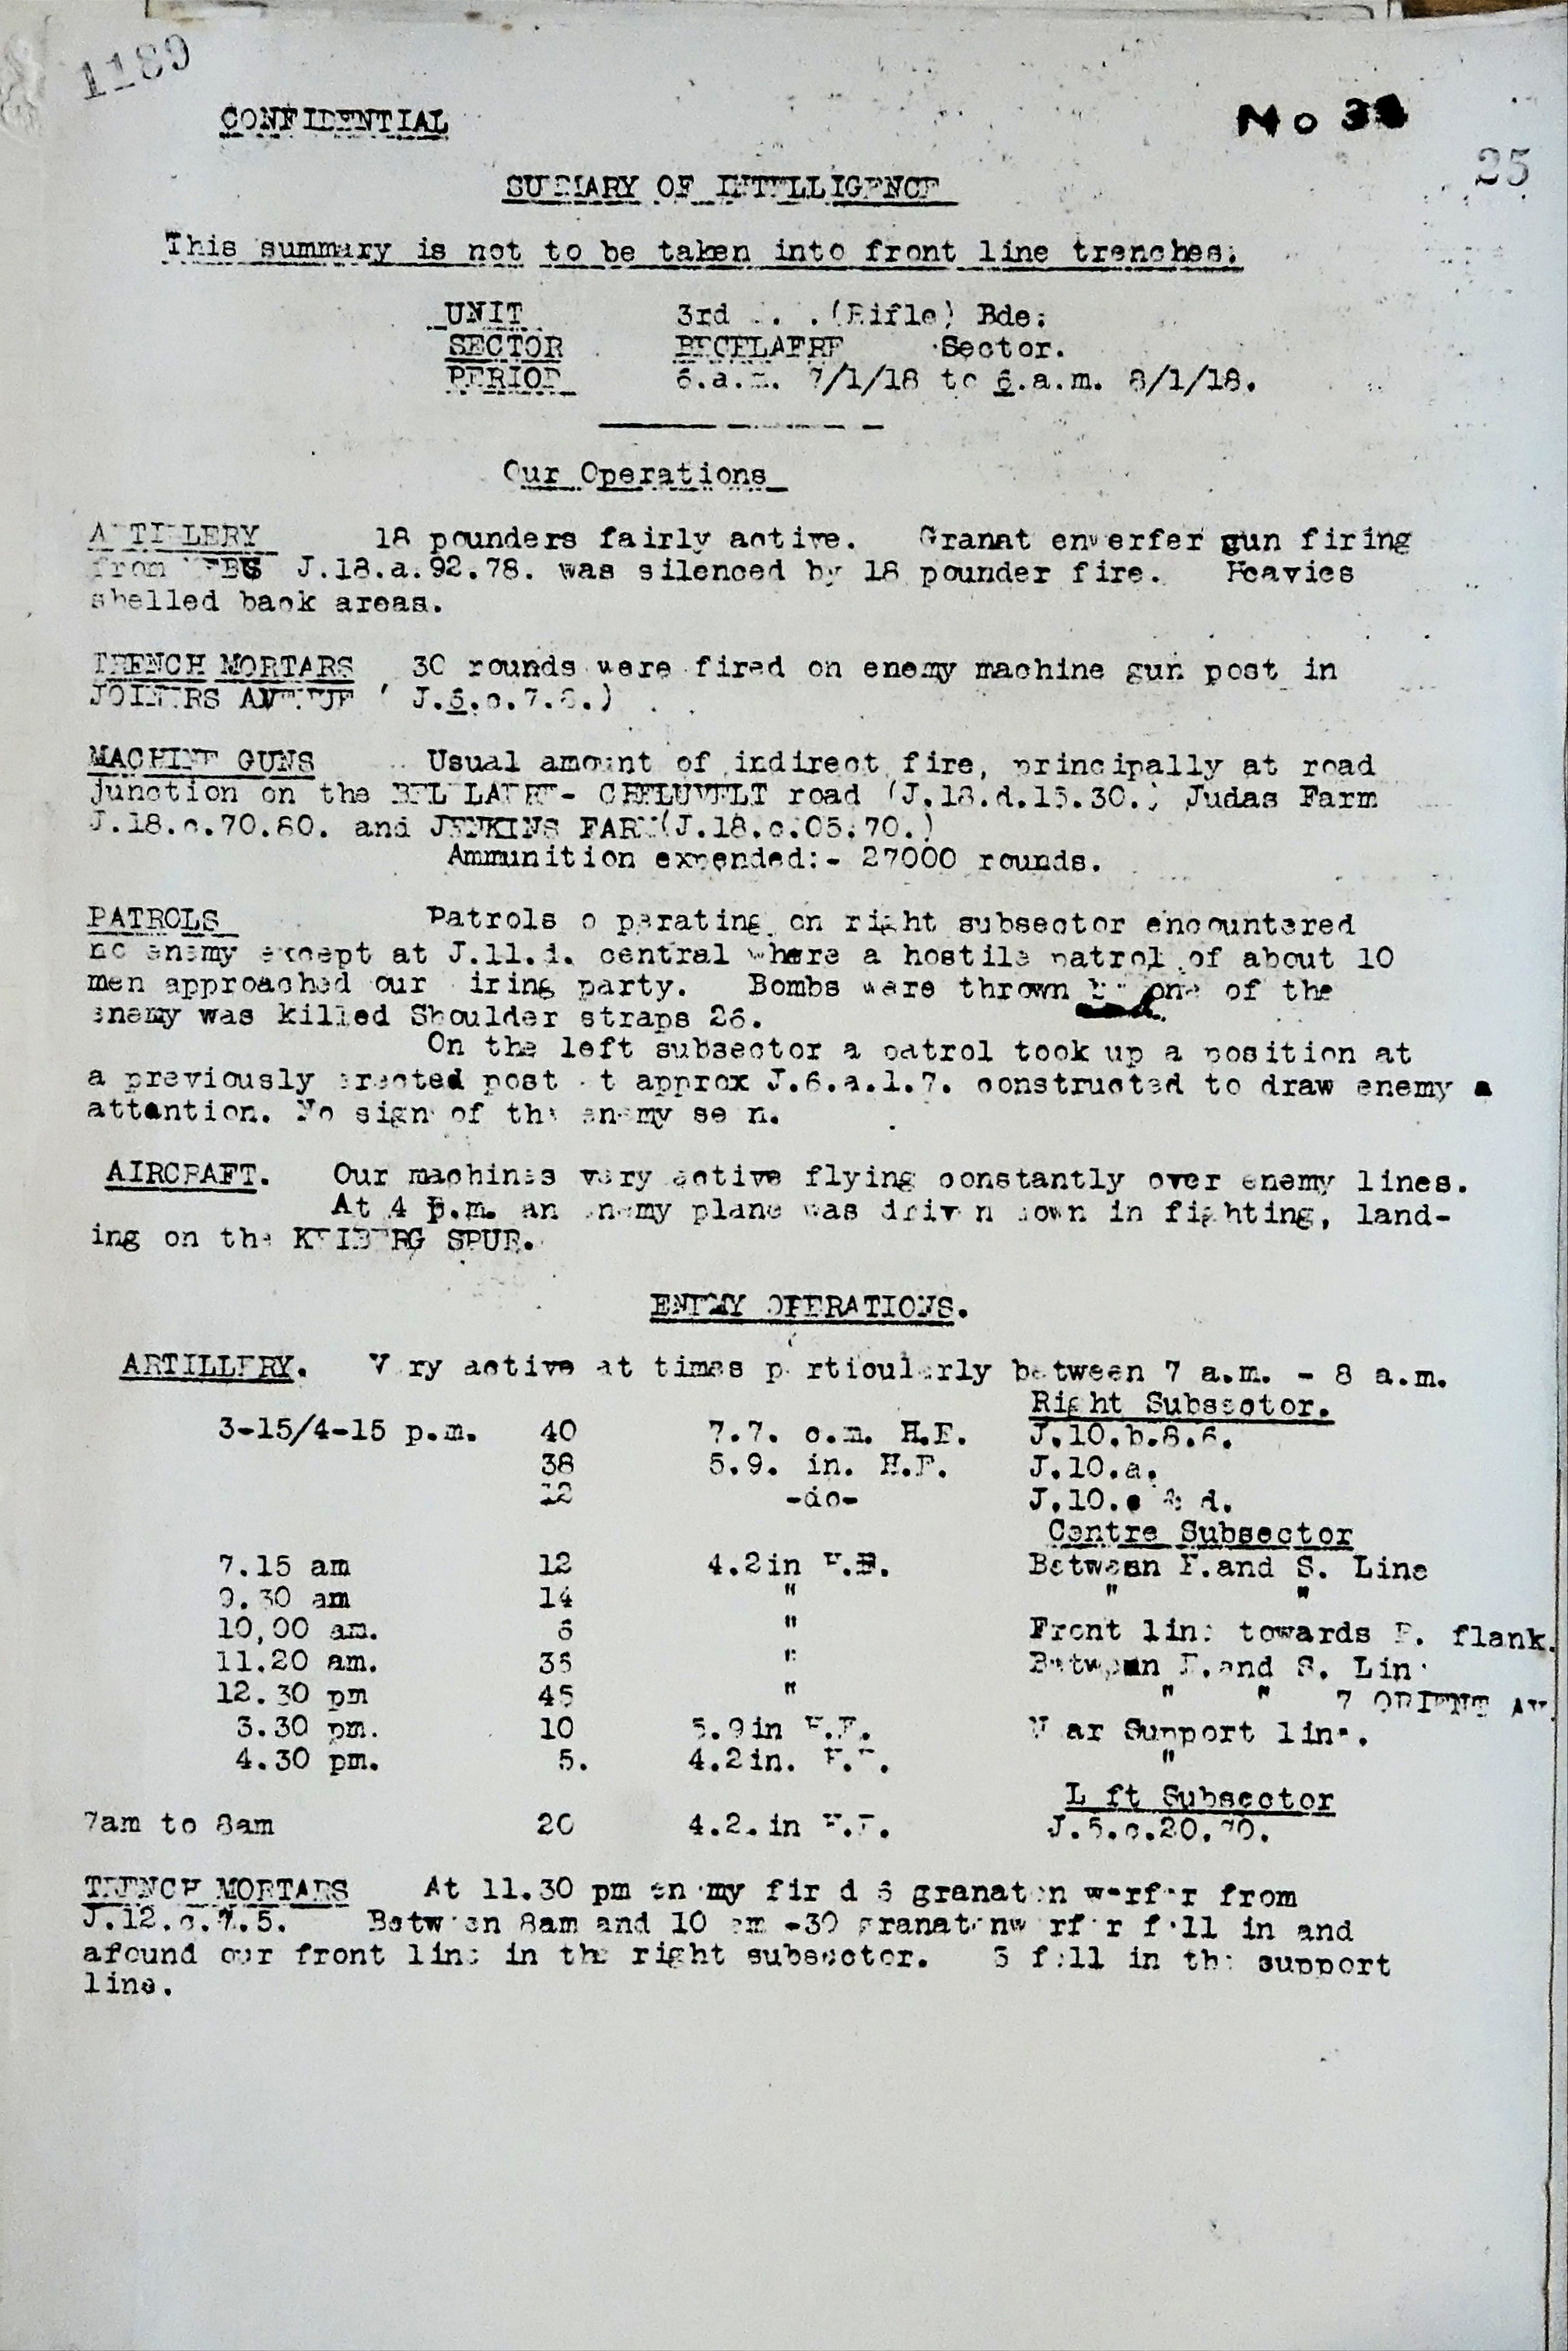 1189
CONFIDENTIAL
No
25
SUMMARY OF INTELLIGENCE
This summary is not to be taken into front line trenches.
UNIT 3rd (Rifle) Bde.
SECTOR BECELAERE Sector.
PERIOD 6.a.m. 7/1/18 to 6.a.m. 8/1/18.
Our Operations
ARTILLERY 18 pounders fairly active. Granatenwerfer gun firing
from J.18.a.92.78. was silenced by 18 pounder fire. Heavies
shelled back areas.
TRENCH MORTARS 30 rounds were fired on enemy machine gun post in
JOINERS AVENUE
MACHINE GUNS Usual amount of indirect fire, principally at road
junction on the road (J.18.d.15.30.) Judas Farm
J.18.c.70.80. and JENKINS FARM(J.18.c.05.70.)
Ammunition expended:- 27000 rounds.
PATROLS Patrols o perating on right subsector encountered
no enemy except at J.11.d. central where a hostile patrol of about 10
men approached our party. Bombs were thrown one of the
enemy was killed Shoulder straps 26.
On the left subsector a patrol took up a position at
a previously erected post at approx J.6.a.1.7. constructed to draw enemy
attention. No sign of the enemy seen.
AIRCRAFT. Our machines very active flying constantly over enemy lines.
At 4 p.m. an enemy plane was driven down in fighting, land-
ing on the KEIBERG SPUR.
ENEMY OPERATIONS.
ARTILLERY. Very active at times particularly between 7 a.m. - 8 a.m.
Right Subsector.
3-15/4-15 p.m. 40 7.7. c.m. H.E. J.10.b.8.6.
38 5.9. in. H.E. J.10.a.
12 -do- J.10.c & d.
Centre Subsector
7.15 am 12 4.2in H.E. Between F.and S. Line
9.30 am 14 " " "
10,00 am. 6 " Front line towards flank.
11.20 am. " Between F.and S. Line
12.30 pm 45 " " " ORIENT AV
3.30 pm. 10 5.9in H.E. Near Support line.
4.30 pm. 5. 4.2in. H.E. "
Left Subsector
7am to 8am 20 4.2.in H.E. J.5.c.20.70.
TRENCH MORTARS At 11.30 pm enemy fired 6 granaten werfer from
J.12.c. Between 8am and 10 am -30 granatenwerfer fell in and
around our front line in the right subsector. fell in the support
line.